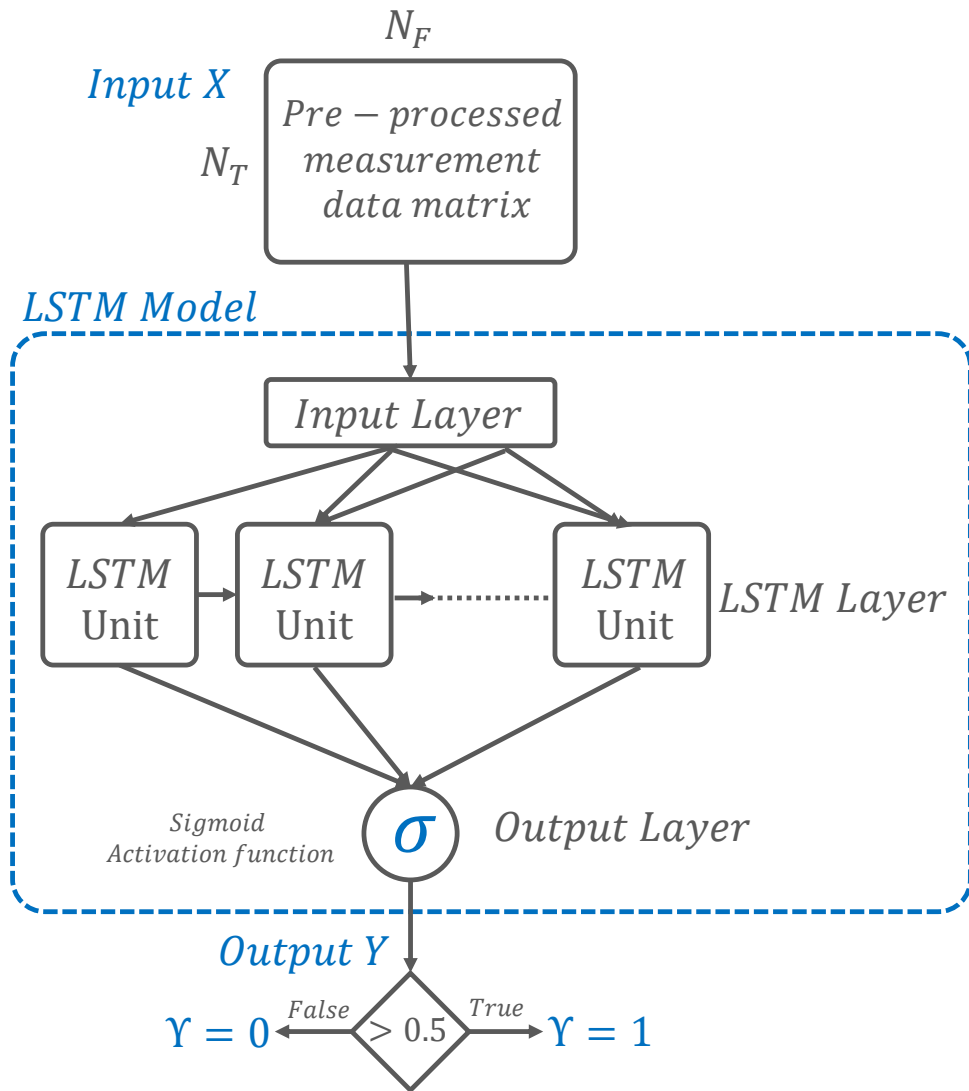 N_F
Input X
Pre − processed
measurement
data matrix
N_T
LSTM Model
Input Layer
LSTM
Unit
LSTM
Unit
LSTM
Unit
LSTM Layer
Sigmoid
Activation function
σ
Output Layer
Output Y
False
True
> 0.5
ϒ = 0
ϒ = 1